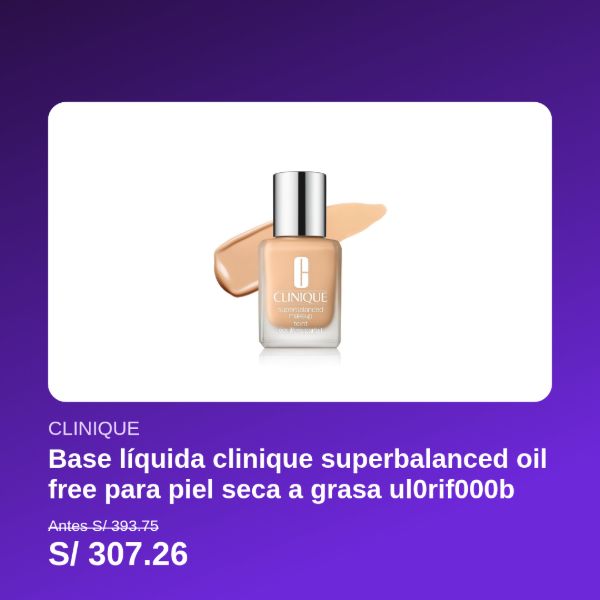 C
CLINIQUE
superbalanced
makeup
teint
CLINIQUE
Base líquida clinique superbalanced oil
free para piel seca a grasa ul0rif000b
Antes S/ 393.75
S/ 307.26